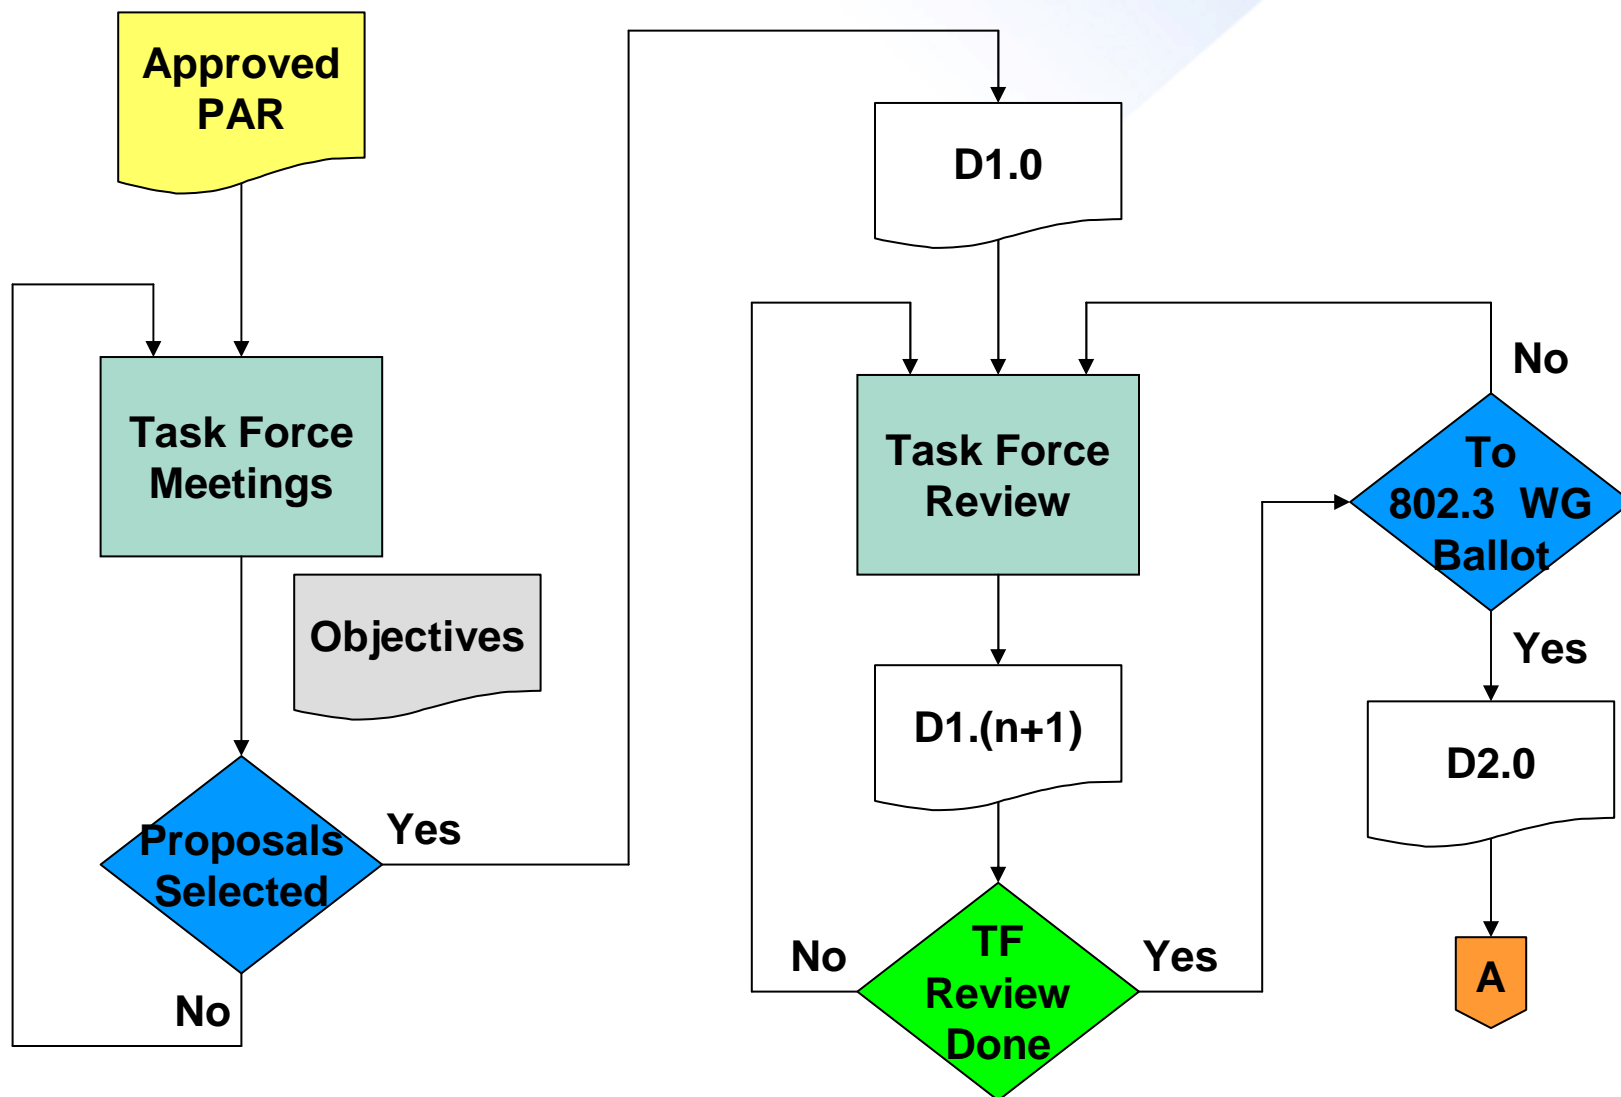 Approved
PAR
Task Force
Meetings
Objectives
Proposals
Selected
Yes
No
D1.0
Task Force
Review
D1.(n+1)
TF
Review
Done
No
Yes
To
802.3 WG
Ballot
No
Yes
D2.0
A